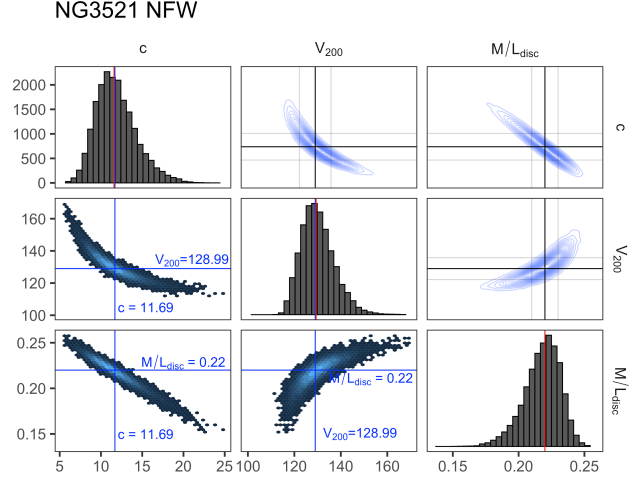 NG3521 NFW
c
V200
M/Ldisc
2000
1500
1000
500
0
c
160
140
120
100
V200=128.99
c = 11.69
V200
0.25
0.20
0.15
M/Ldisc = 0.22
c = 11.69
M/Ldisc = 0.22
V200=128.99
M/Ldisc
5 10 15 20 25 100 120 140 160 0.15 0.20 0.25